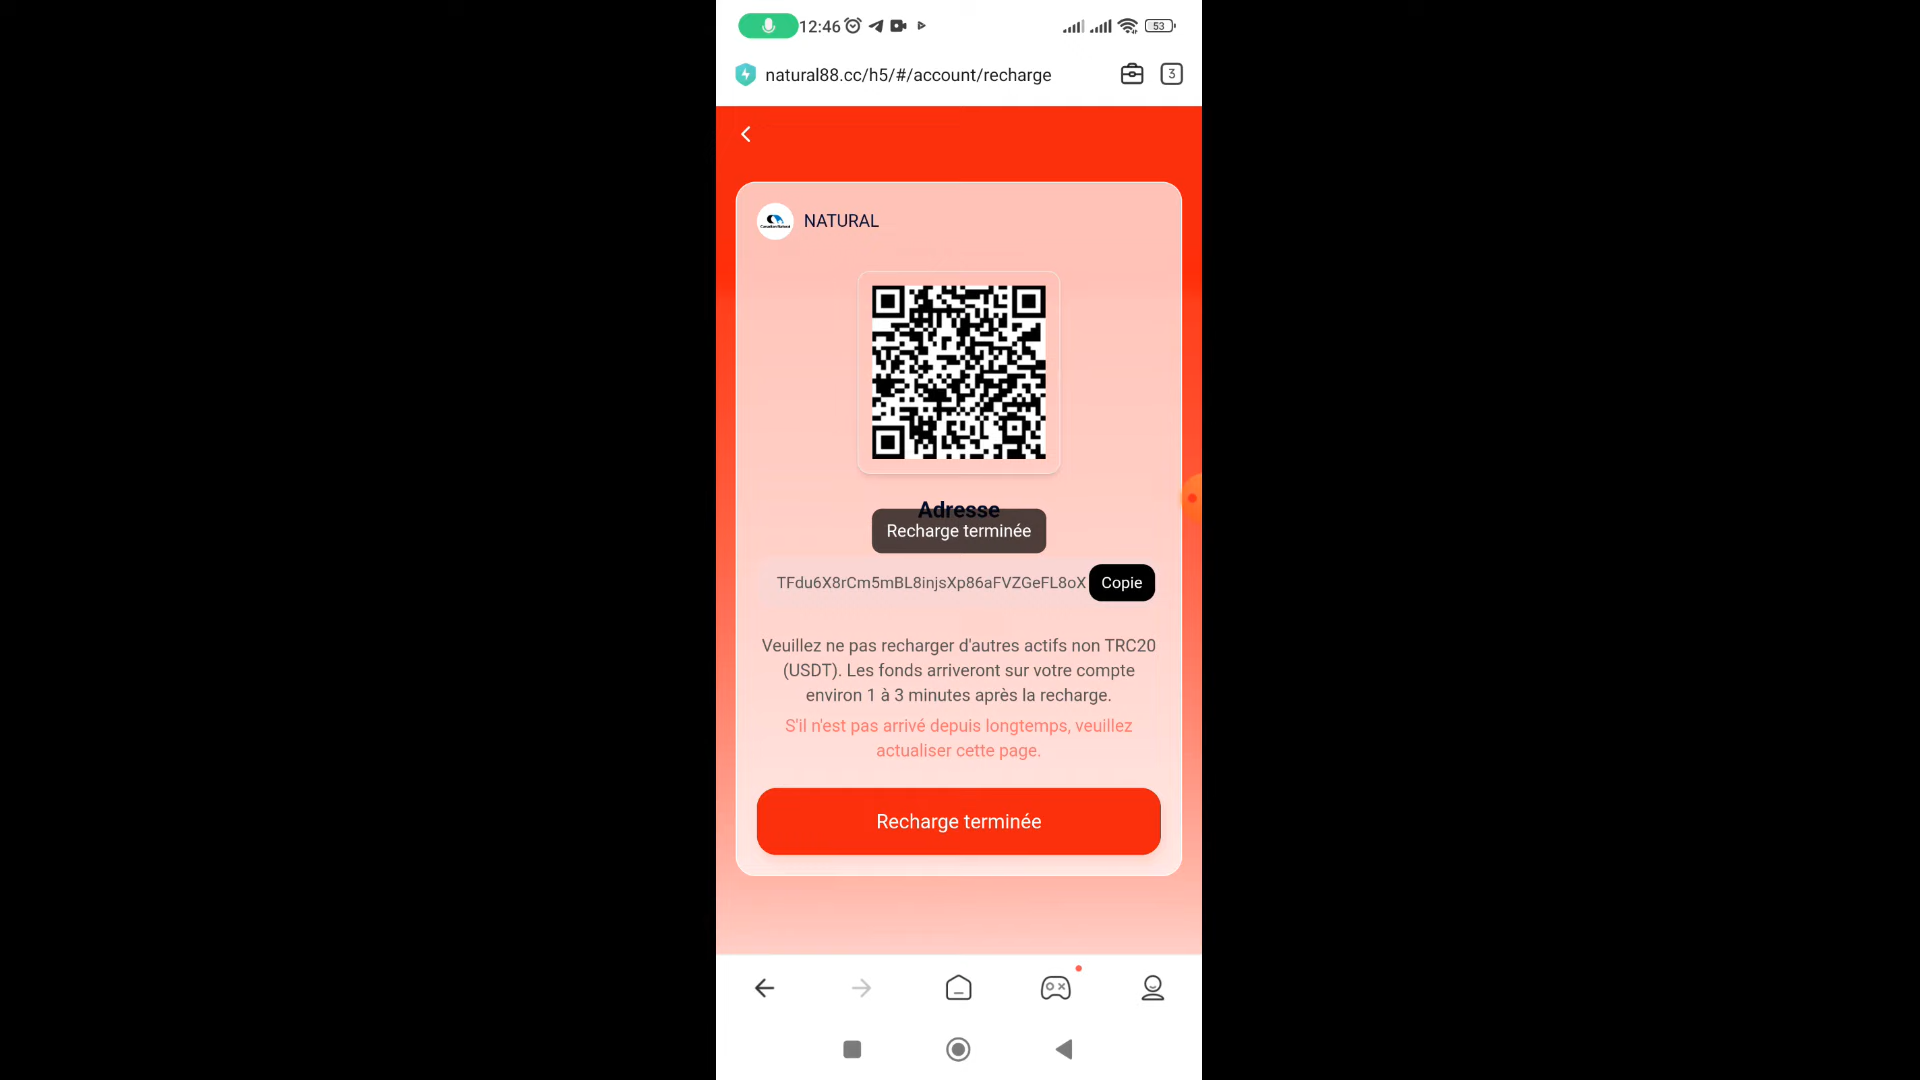 12:46
53
natural88.cc/h5/#/account/recharge
3
NATURAL
Adresse
Recharge terminée
TFdu6X8rCm5mBL8injsXp86aFVZGeFL8oX
Copie
Veuillez ne pas recharger d'autres actifs non TRC20
(USDT). Les fonds arriveront sur votre compte
environ 1 à 3 minutes après la recharge.
S'il n'est pas arrivé depuis longtemps, veuillez
actualiser cette page.
Recharge terminée